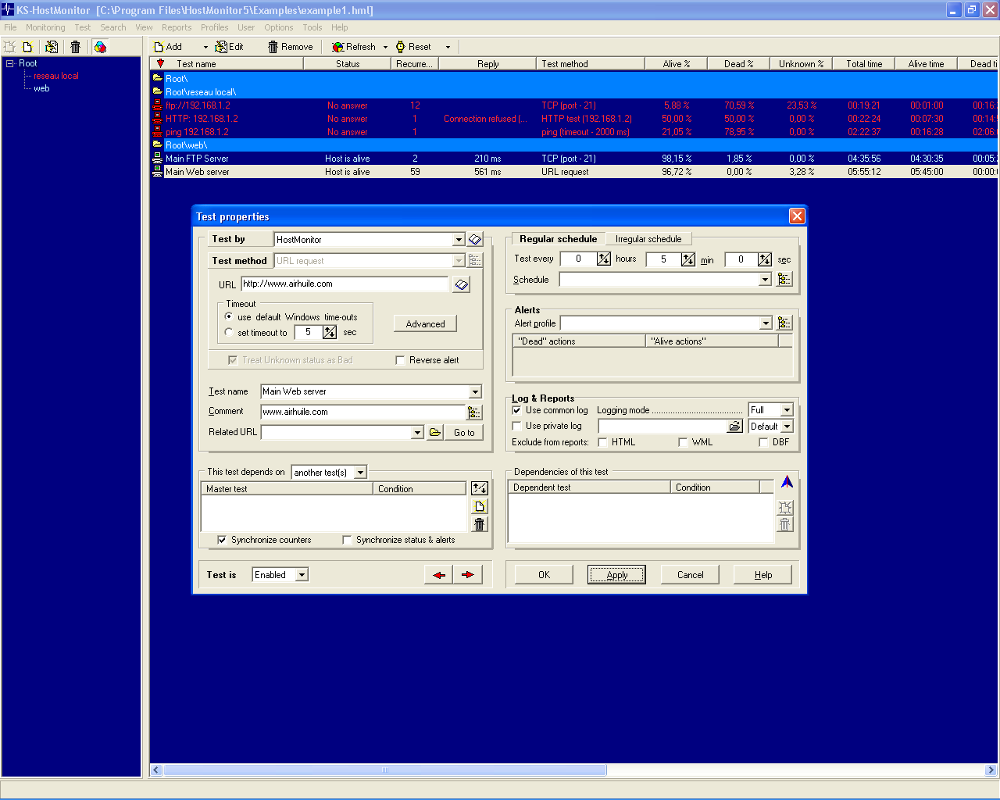 KS-HostMonitor [C:\Program Files\HostMonitor5\Examples\example1.hml]
File Monitoring Test Search View Reports Profiles User Options Tools Help
Add Edit Remove Refresh Reset
Root
reseau local
web
Test name Status Recurre... Reply Test method Alive % Dead % Unknown % Total time Alive time Dead ti
Root\
Root\reseau local\
ftp://192.168.1.2 No answer 12 TCP (port - 21) 5,88 % 70,59 % 23,53 % 00:19:21 00:01:00 00:16:
HTTP: 192.168.1.2 No answer 1 Connection refused (... HTTP test (192.168.1.2) 50,00 % 50,00 % 0,00 % 00:22:24 00:07:30 00:14:
ping 192.168.1.2 No answer 1 ping (timeout - 2000 ms) 21,05 % 78,95 % 0,00 % 02:22:37 00:16:28 02:06:
Root\web\
Main FTP Server Host is alive 2 210 ms TCP (port - 21) 98,15 % 1,85 % 0,00 % 04:35:56 04:30:35 00:05:
Main Web server Host is alive 59 561 ms URL request 96,72 % 0,00 % 3,28 % 05:55:12 05:45:00 00:00:
Test properties
Test by HostMonitor
Test method URL request
URL http://www.airhuile.com
Timeout
use default Windows time-outs
set timeout to 5 sec
Advanced
Treat Unknown status as Bad Reverse alert
Test name Main Web server
Comment www.airhuile.com
Related URL Go to
This test depends on another test(s)
Master test Condition
Synchronize counters Synchronize status & alerts
Test is Enabled
Regular schedule Irregular schedule
Test every 0 hours 5 min 0 sec
Schedule
Alerts
Alert profile
"Dead" actions "Alive actions"
Log & Reports
Use common log Logging mode ....................................... Full
Use private log Default
Exclude from reports: HTML WML DBF
Dependencies of this test
Dependent test Condition
OK Apply Cancel Help